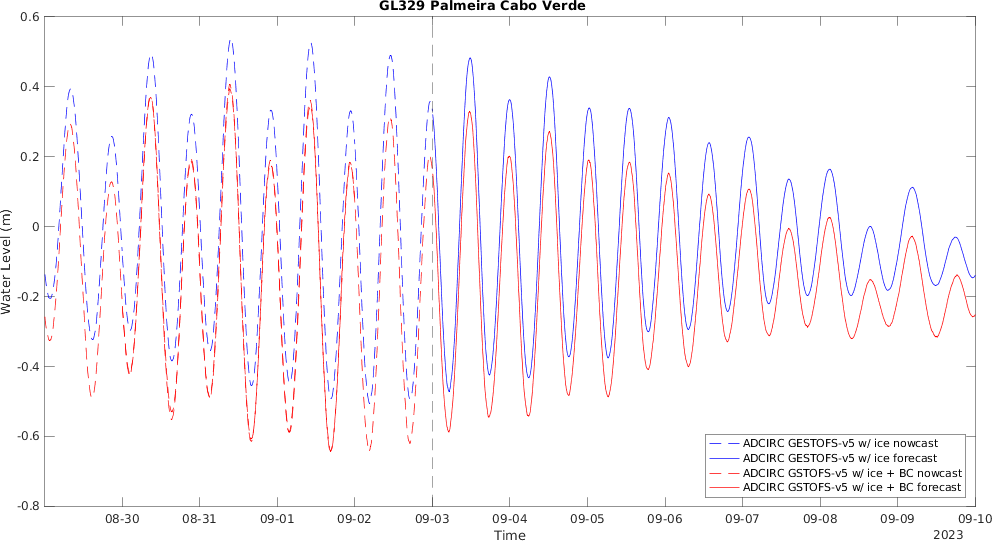 GL329 Palmeira Cabo Verde
0.6
0.4
0.2
0
-0.2
-0.4
-0.6
-0.8
Water Level (m)
ADCIRC GESTOFS-v5 w/ ice nowcast
ADCIRC GESTOFS-v5 w/ ice forecast
ADCIRC GSTOFS-v5 w/ ice + BC nowcast
ADCIRC GSTOFS-v5 w/ ice + BC forecast
08-30 08-31 09-01 09-02 09-03 09-04 09-05 09-06 09-07 09-08 09-09 09-10
Time
2023